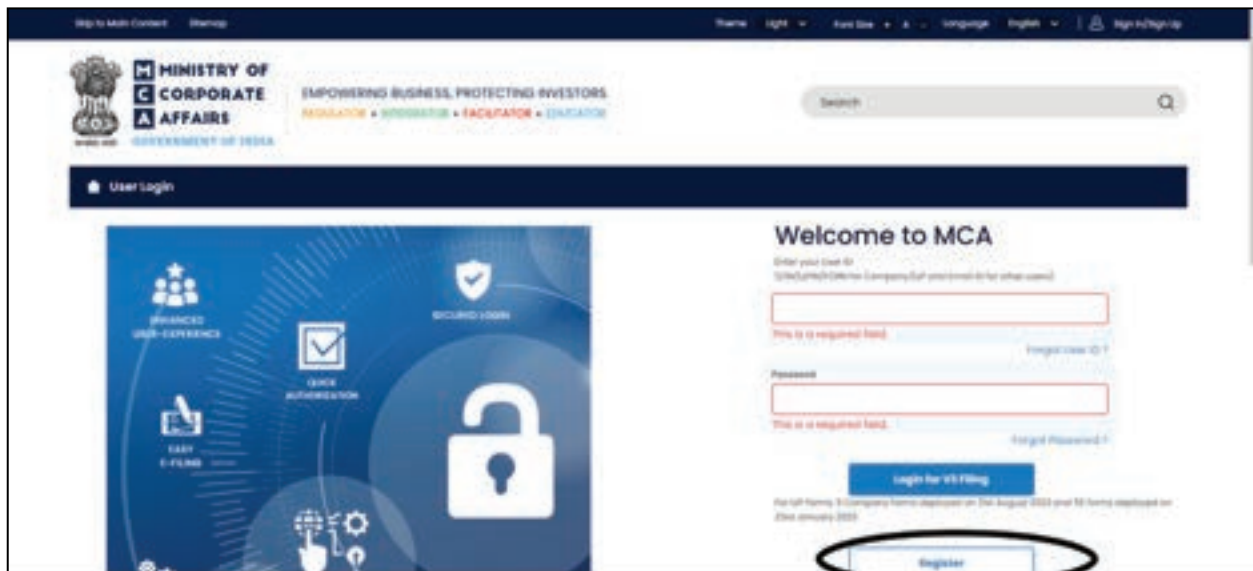 Skip to Main Content Sitemap
Theme Light Font Size + A - Language English Sign In/Sign Up
MINISTRY OF
CORPORATE
AFFAIRS
GOVERNMENT OF INDIA
EMPOWERING BUSINESS, PROTECTING INVESTORS
REGULATOR • INTEGRATOR • FACILITATOR • EDUCATOR
Search
User Login
ENHANCED
USER-EXPERIENCE
SECURED LOGIN
QUICK
AUTHORIZATION
EASY
E-FILING
Welcome to MCA
Enter your User ID
This is a required field.
Forgot User ID ?
Password
This is a required field.
Forgot Password ?
Login for V3 Filing
Register